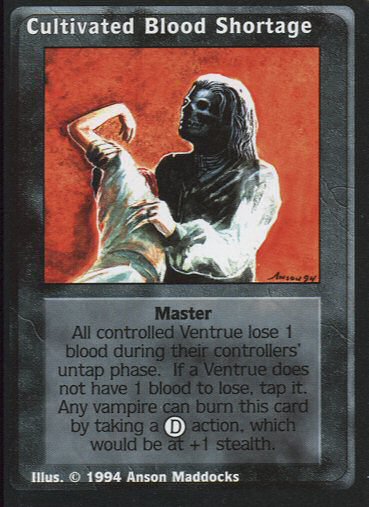 Cultivated Blood Shortage
ANSON 94
Master
All controlled Ventrue lose 1
blood during their controllers'
untap phase. If a Ventrue does
not have 1 blood to lose, tap it.
Any vampire can burn this card
by taking a D action, which
would be at +1 stealth.
Illus. © 1994 Anson Maddocks